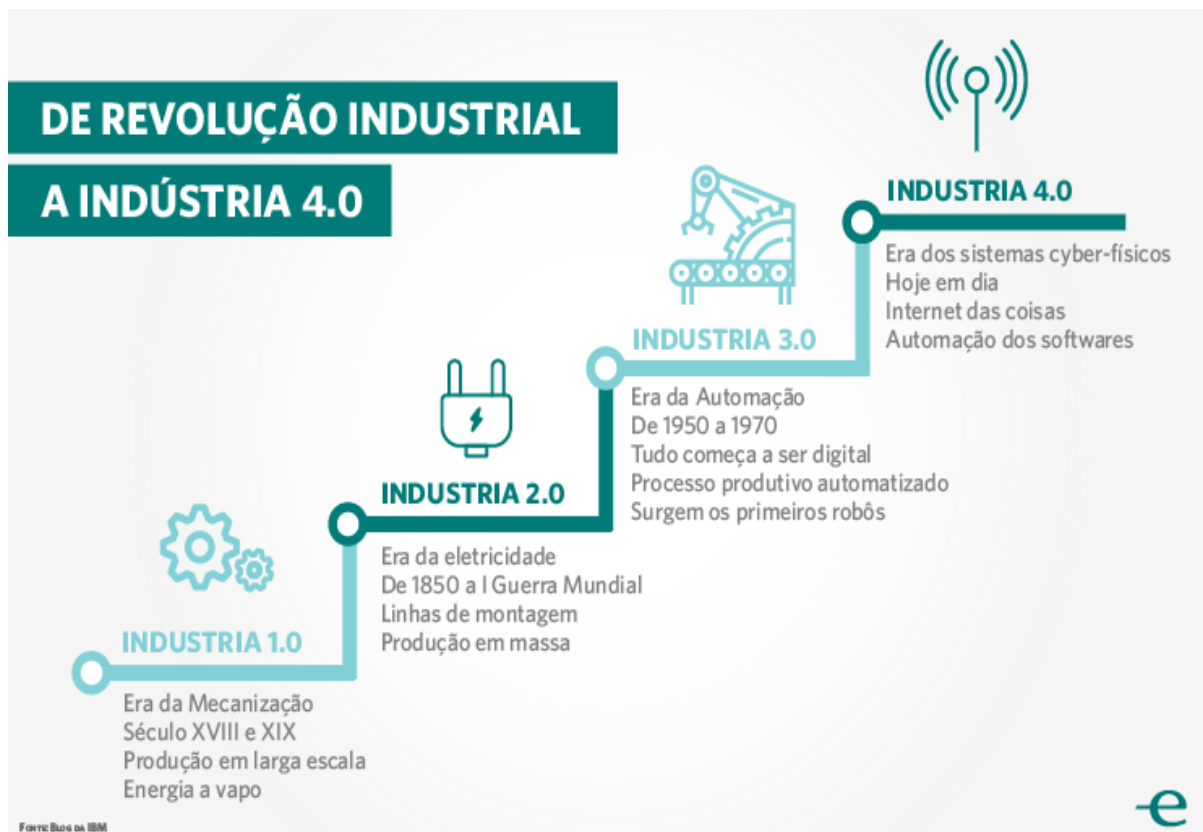 DE REVOLUÇÃO INDUSTRIAL
A INDÚSTRIA 4.0
INDUSTRIA 1.0
Era da Mecanização
Século XVIII e XIX
Produção em larga escala
Energia a vapo
INDUSTRIA 2.0
Era da eletricidade
De 1850 a I Guerra Mundial
Linhas de montagem
Produção em massa
INDUSTRIA 3.0
Era da Automação
De 1950 a 1970
Tudo começa a ser digital
Processo produtivo automatizado
Surgem os primeiros robôs
INDUSTRIA 4.0
Era dos sistemas cyber-físicos
Hoje em dia
Internet das coisas
Automação dos softwares
FONTE BLOG DA IBM
e